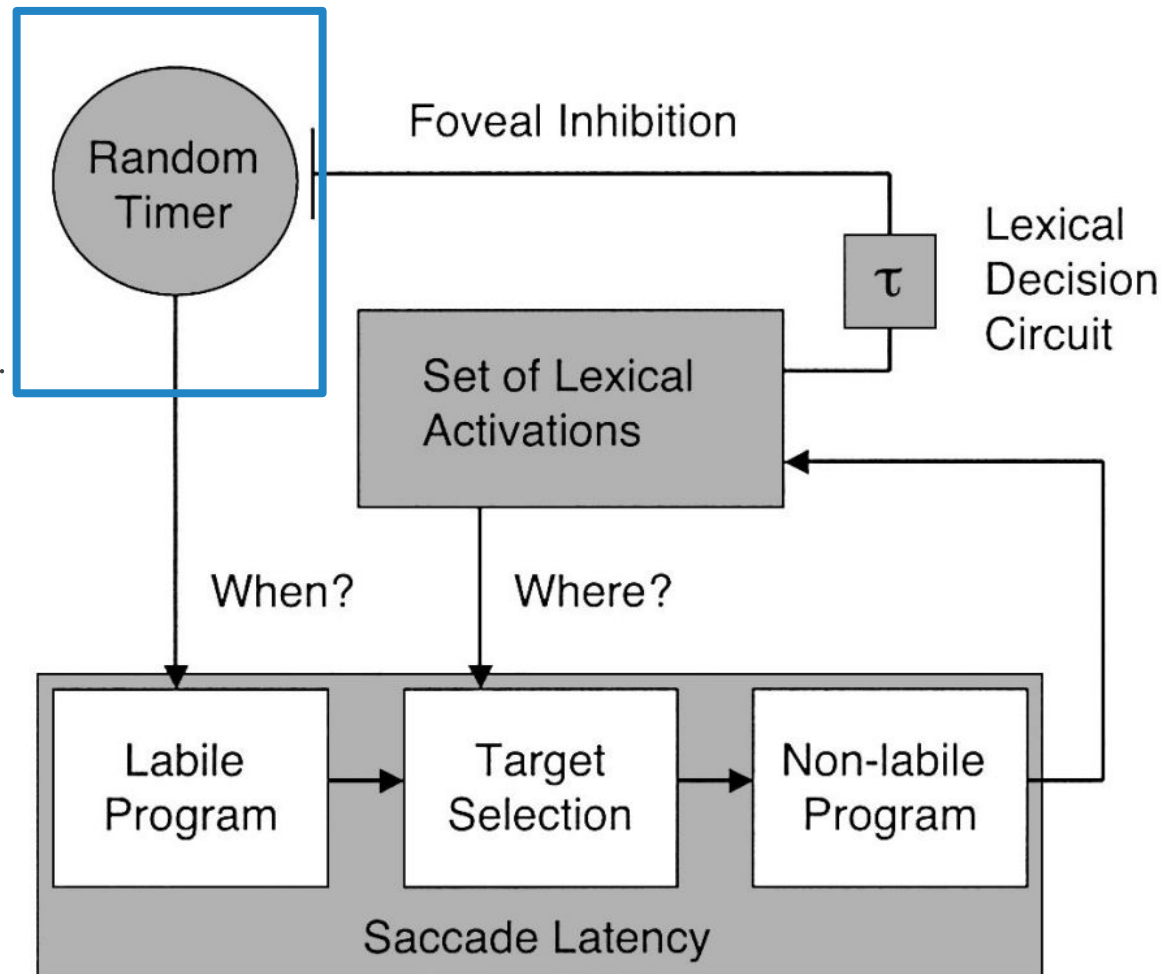 Foveal Inhibition
Random
Timer
Lexical
Decision
Circuit
τ
Set of Lexical
Activations
When?
Where?
Labile
Program
Target
Selection
Non-labile
Program
Saccade Latency